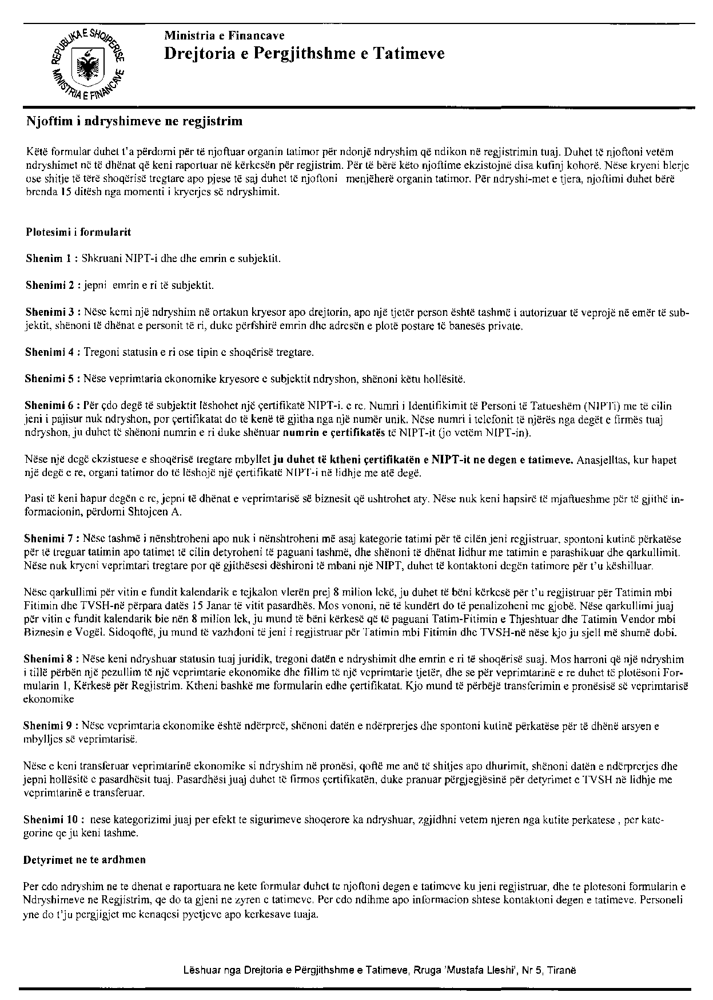 REPUBLIKA E SHQIPERISE
MINISTRIA E FINANCAVE
Ministria e Financave
Drejtoria e Pergjithshme e Tatimeve
Njoftim i ndryshimeve ne regjistrim
Këtë formular duhet t'a përdorni për të njoftuar organin tatimor për ndonjë ndryshim që ndikon në regjistrimin tuaj. Duhet të njoftoni vetëm
ndryshimet në të dhënat që keni raportuar në kërkesën për regjistrim. Për të bërë këto njoftime ekzistojnë disa kufinj kohorë. Nëse kryeni blerje
ose shitje të tërë shoqërisë tregtare apo pjese të saj duhet të njoftoni menjëherë organin tatimor. Për ndryshi-met e tjera, njoftimi duhet bërë
brenda 15 ditësh nga momenti i kryerjes së ndryshimit.
Plotesimi i formularit
Shenim 1 : Shkruani NIPT-i dhe dhe emrin e subjektit.
Shenimi 2 : jepni emrin e ri të subjektit.
Shenimi 3 : Nëse kemi një ndryshim në ortakun kryesor apo drejtorin, apo një tjetër person është tashmë i autorizuar të veprojë në emër të sub-
jektit, shënoni të dhënat e personit të ri, duke përfshirë emrin dhe adresën e plotë postare të banesës private.
Shenimi 4 : Tregoni statusin e ri ose tipin e shoqërisë tregtare.
Shenimi 5 : Nëse veprimtaria ekonomike kryesore e subjektit ndryshon, shënoni këtu hollësitë.
Shenimi 6 : Për çdo degë të subjektit lëshohet një çertifikatë NIPT-i. e re. Numri i Identifikimit të Personi të Tatueshëm (NIPTi) me të cilin
jeni i pajisur nuk ndryshon, por çertifikatat do të kenë të gjitha nga një numër unik. Nëse numri i telefonit të njërës nga degët e firmës tuaj
ndryshon, ju duhet të shënoni numrin e ri duke shënuar numrin e çertifikatës të NIPT-it (jo vetëm NIPT-in).
Nëse një degë ekzistuese e shoqërisë tregtare mbyllet ju duhet të ktheni çertifikatën e NIPT-it ne degen e tatimeve. Anasjelltas, kur hapet
një degë e re, organi tatimor do të lëshojë një çertifikatë NIPT-i në lidhje me atë degë.
Pasi të keni hapur degën e re, jepni të dhënat e veprimtarisë së biznesit që ushtrohet aty. Nëse nuk keni hapsirë të mjaftueshme për të gjithë in-
formacionin, përdorni Shtojcen A.
Shenimi 7 : Nëse tashmë i nënshtroheni apo nuk i nënshtroheni më asaj kategorie tatimi për të cilën jeni regjistruar, spontoni kutinë përkatëse
për të treguar tatimin apo tatimet të cilin detyroheni të paguani tashmë, dhe shënoni të dhënat lidhur me tatimin e parashikuar dhe qarkullimit.
Nëse nuk kryeni veprimtari tregtare por që gjithësesi dëshironi të mbani një NIPT, duhet të kontaktoni degën tatimore për t'u këshilluar.
Nëse qarkullimi për vitin e fundit kalendarik e tejkalon vlerën prej 8 milion lekë, ju duhet të bëni kërkesë për t'u regjistruar për Tatimin mbi
Fitimin dhe TVSH-në përpara datës 15 Janar të vitit pasardhës. Mos vononi, në të kundërt do të penalizoheni me gjobë. Nëse qarkullimi juaj
për vitin e fundit kalendarik bie nën 8 milion lek, ju mund të bëni kërkesë që të paguani Tatim-Fitimin e Thjeshtuar dhe Tatimin Vendor mbi
Biznesin e Vogël. Sidoqoftë, ju mund të vazhdoni të jeni i regjistruar për Tatimin mbi Fitimin dhe TVSH-në nëse kjo ju sjell më shumë dobi.
Shenimi 8 : Nëse keni ndryshuar statusin tuaj juridik, tregoni datën e ndryshimit dhe emrin e ri të shoqërisë suaj. Mos harroni që një ndryshim
i tillë përbën një pezullim të një veprimtarie ekonomike dhe fillim të një veprimtarie tjetër, dhe se për veprimtarinë e re duhet të plotësoni For-
mularin 1, Kërkesë për Regjistrim. Ktheni bashkë me formularin edhe çertifikatat. Kjo mund të përbëjë transferimin e pronësisë së veprimtarisë
ekonomike
Shenimi 9 : Nëse veprimtaria ekonomike është ndërpreë, shënoni datën e ndërprerjes dhe spontoni kutinë përkatëse për të dhënë arsyen e
mbylljes së veprimtarisë.
Nëse e keni transferuar veprimtarinë ekonomike si ndryshim në pronësi, qoftë me anë të shitjes apo dhurimit, shënoni datën e ndërprerjes dhe
jepni hollësitë e pasardhësit tuaj. Pasardhësi juaj duhet të firmos çertifikatën, duke pranuar përgjegjësinë për detyrimet e TVSH në lidhje me
veprimtarinë e transferuar.
Shenimi 10 : nese kategorizimi juaj per efekt te sigurimeve shoqerore ka ndryshuar, zgjidhni vetem njeren nga kutite perkatese , per kate-
gorine qe ju keni tashme.
Detyrimet ne te ardhmen
Per cdo ndryshim ne te dhenat e raportuara ne kete formular duhet te njoftoni degen e tatimeve ku jeni regjistruar, dhe te plotesoni formularin e
Ndryshimeve ne Regjistrim, qe do ta gjeni ne zyren e tatimeve. Per cdo ndihme apo informacion shtese kontaktoni degen e tatimeve. Personeli
yne do t'ju pergjigjet me kenaqesi pyetjeve apo kerkesave tuaja.
Lëshuar nga Drejtoria e Përgjithshme e Tatimeve, Rruga 'Mustafa Lleshi', Nr 5, Tiranë